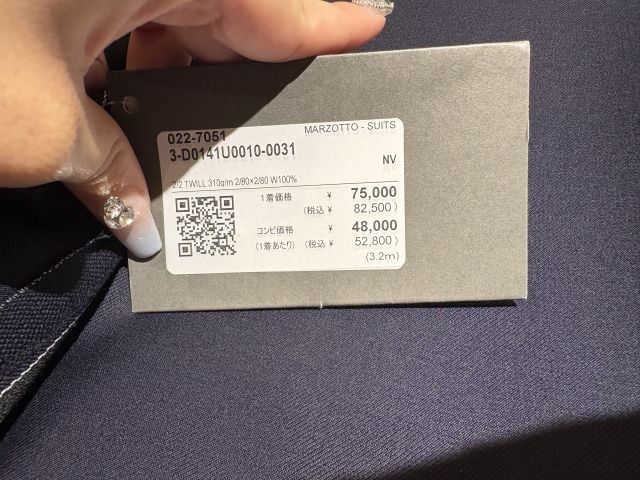 022-7051
MARZOTTO - SUITS
3-D0141U0010-0031
NV
2/2 TWILL 310g/m 2/80×2/80 W100%
1着価格 ¥ 75,000
(税込 ¥ 82,500 )
コンビ価格 ¥ 48,000
(1着あたり) (税込 ¥ 52,800 )
(3.2m)